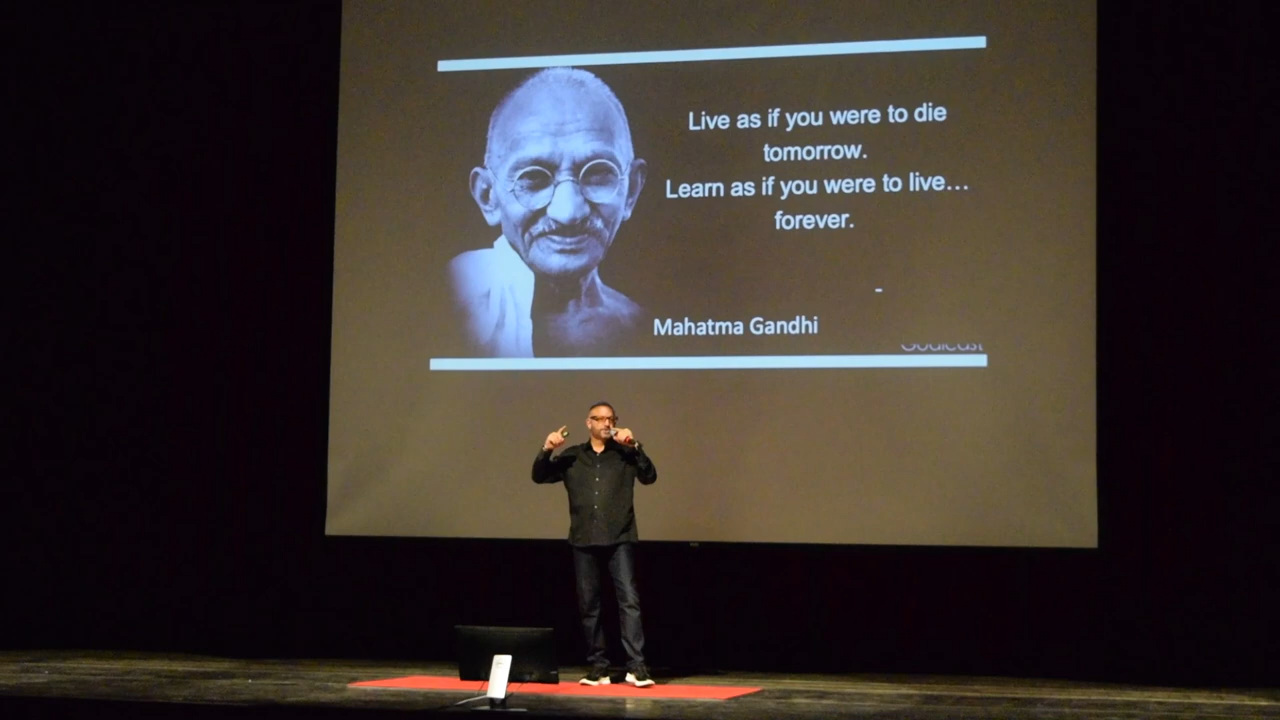 Live as if you were to die
tomorrow.
Learn as if you were to live...
forever.
-
Mahatma Gandhi